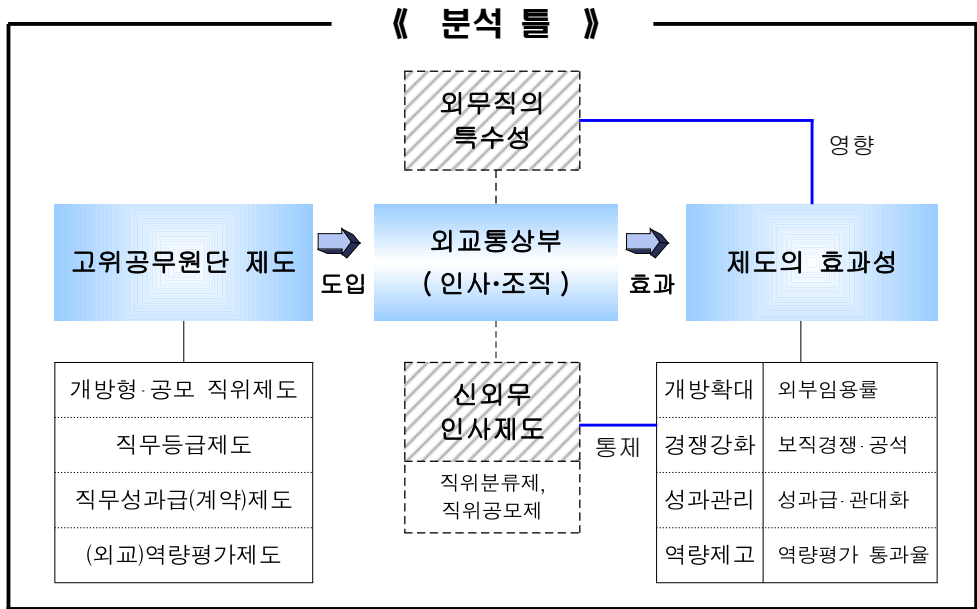 《 분석 틀 》
외무직의
특수성
영향
고위공무원단 제도
도입
외교통상부
( 인사·조직 )
효과
제도의 효과성
개방형·공모 직위제도
직무등급제도
직무성과급(계약)제도
(외교)역량평가제도
신외무
인사제도
직위분류제,
직위공모제
통제
개방확대 외부임용률
경쟁강화 보직경쟁·공석
성과관리 성과급·관대화
역량제고 역량평가 통과율